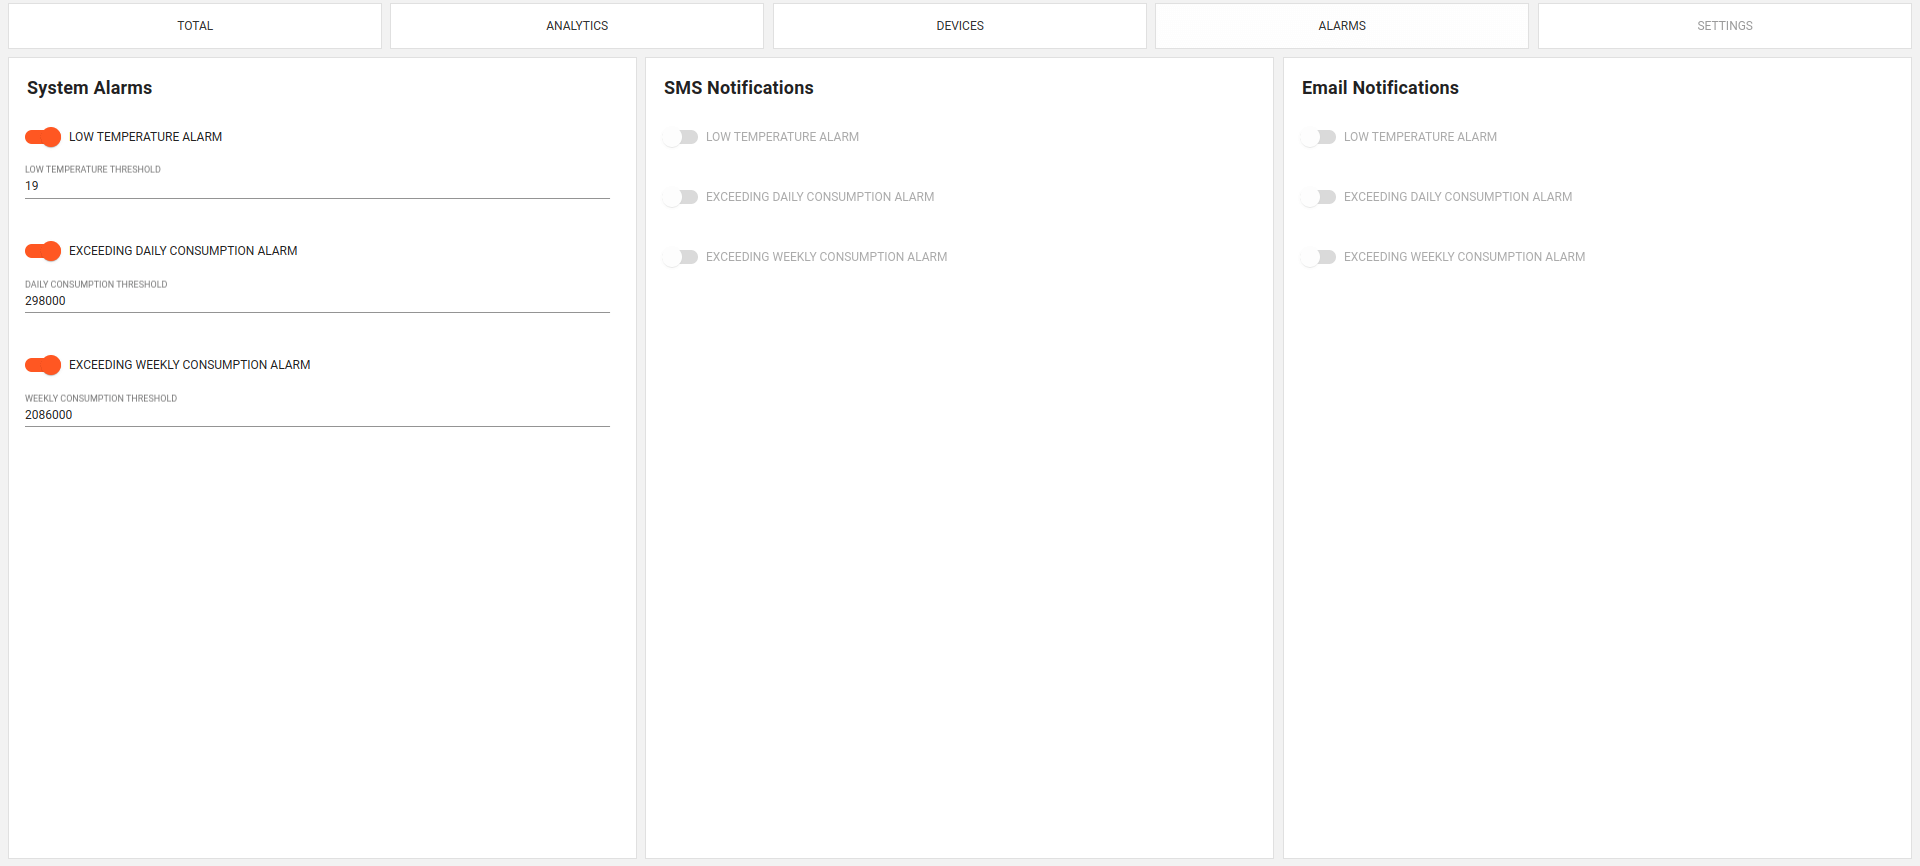 TOTAL
ANALYTICS
DEVICES
ALARMS
SETTINGS
System Alarms
LOW TEMPERATURE ALARM
LOW TEMPERATURE THRESHOLD
19
EXCEEDING DAILY CONSUMPTION ALARM
DAILY CONSUMPTION THRESHOLD
298000
EXCEEDING WEEKLY CONSUMPTION ALARM
WEEKLY CONSUMPTION THRESHOLD
2086000
SMS Notifications
LOW TEMPERATURE ALARM
EXCEEDING DAILY CONSUMPTION ALARM
EXCEEDING WEEKLY CONSUMPTION ALARM
Email Notifications
LOW TEMPERATURE ALARM
EXCEEDING DAILY CONSUMPTION ALARM
EXCEEDING WEEKLY CONSUMPTION ALARM